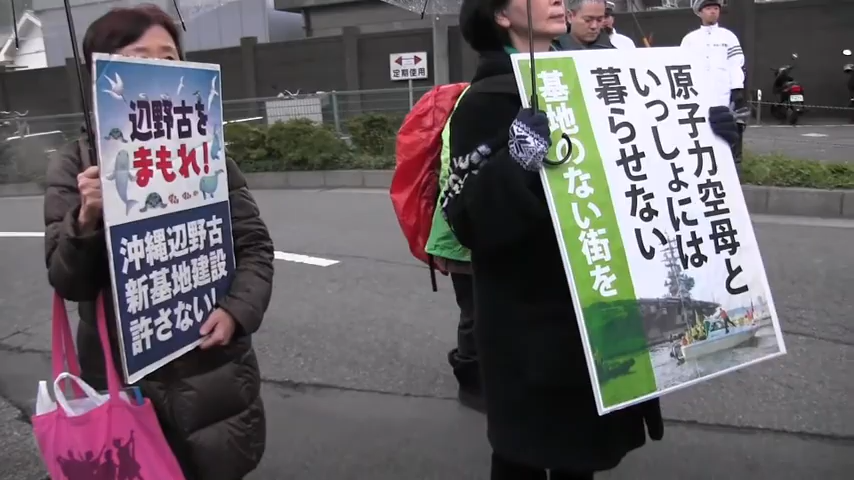 辺野古を
まもれ!
沖縄辺野古
新基地建設
許さない!
定期使用
原子力空母と
いっしょには
暮らせない
基地のない街を